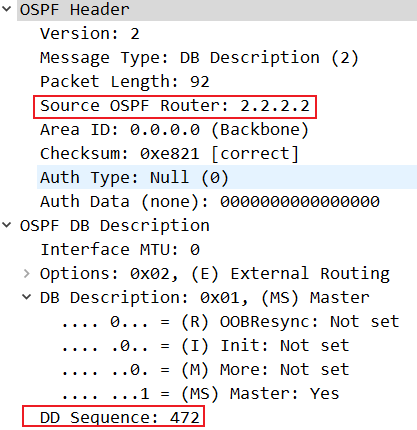 OSPF Header
Version: 2
Message Type: DB Description (2)
Packet Length: 92
Source OSPF Router: 2.2.2.2
Area ID: 0.0.0.0 (Backbone)
Checksum: 0xe821 [correct]
Auth Type: Null (0)
Auth Data (none): 0000000000000000
OSPF DB Description
Interface MTU: 0
Options: 0x02, (E) External Routing
DB Description: 0x01, (MS) Master
.... 0... = (R) OOBResync: Not set
.... .0.. = (I) Init: Not set
.... ..0. = (M) More: Not set
.... ...1 = (MS) Master: Yes
DD Sequence: 472